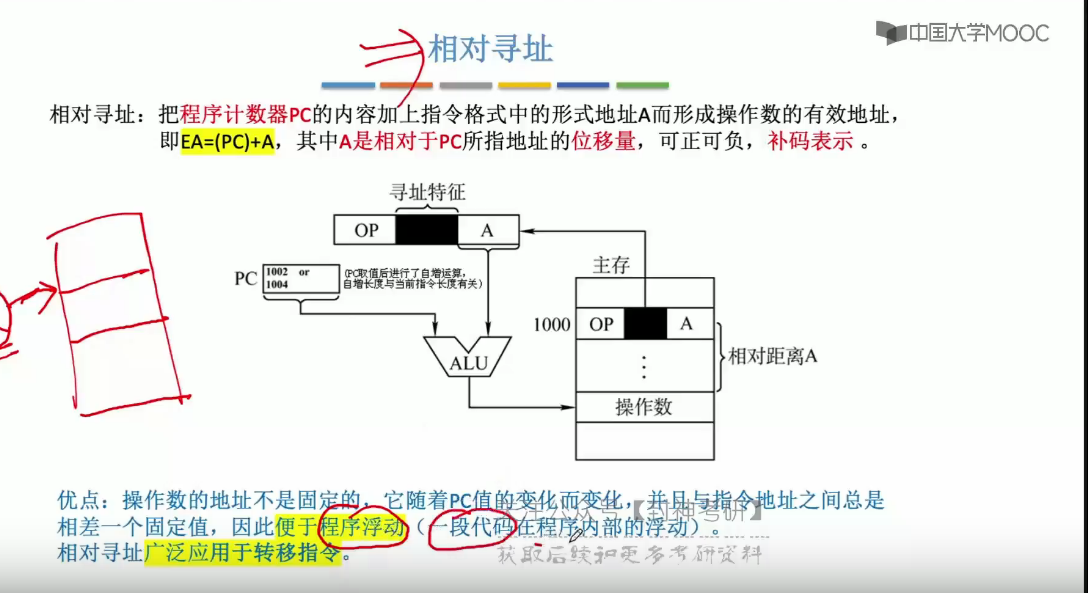 中国大学MOOC
相对寻址
相对寻址：把程序计数器PC的内容加上指令格式中的形式地址A而形成操作数的有效地址，
即EA=(PC)+A，其中A是相对于PC所指地址的位移量，可正可负，补码表示 。
寻址特征
OP A
主存
PC 1002 or
1004
(PC取值后进行了自增运算，
自增长度与当前指令长度有关)
1000 OP A
ALU
⋮
相对距离A
操作数
优点：操作数的地址不是固定的，它随着PC值的变化而变化，并且与指令地址之间总是
相差一个固定值，因此便于程序浮动（一段代码在程序内部的浮动）。
相对寻址广泛应用于转移指令。
关注公众号【封神考研】
获取后续和更多考研资料